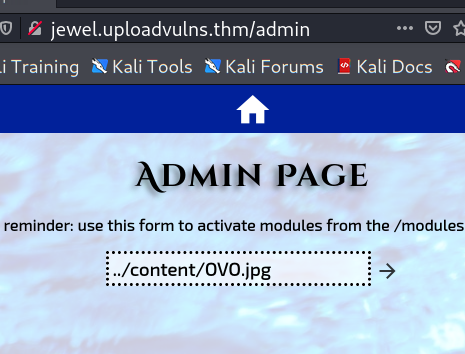 jewel.uploadvulns.thm/admin
Training Kali Tools Kali Forums Kali Docs
ADMIN PAGE
reminder: use this form to activate modules from the /modules
../content/OVO.jpg